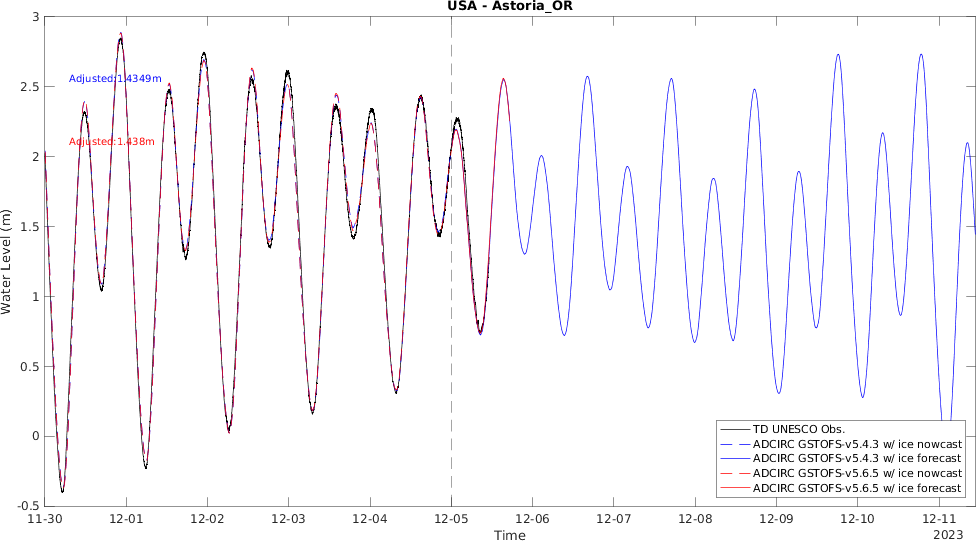 USA - Astoria_OR
3
2.5
2
1.5
1
0.5
0
-0.5
Water Level (m)
Adjusted:1.4349m
Adjusted:1.438m
TD UNESCO Obs.
ADCIRC GSTOFS-v5.4.3 w/ ice nowcast
ADCIRC GSTOFS-v5.4.3 w/ ice forecast
ADCIRC GSTOFS-v5.6.5 w/ ice nowcast
ADCIRC GSTOFS-v5.6.5 w/ ice forecast
11-30 12-01 12-02 12-03 12-04 12-05 12-06 12-07 12-08 12-09 12-10 12-11
Time
2023